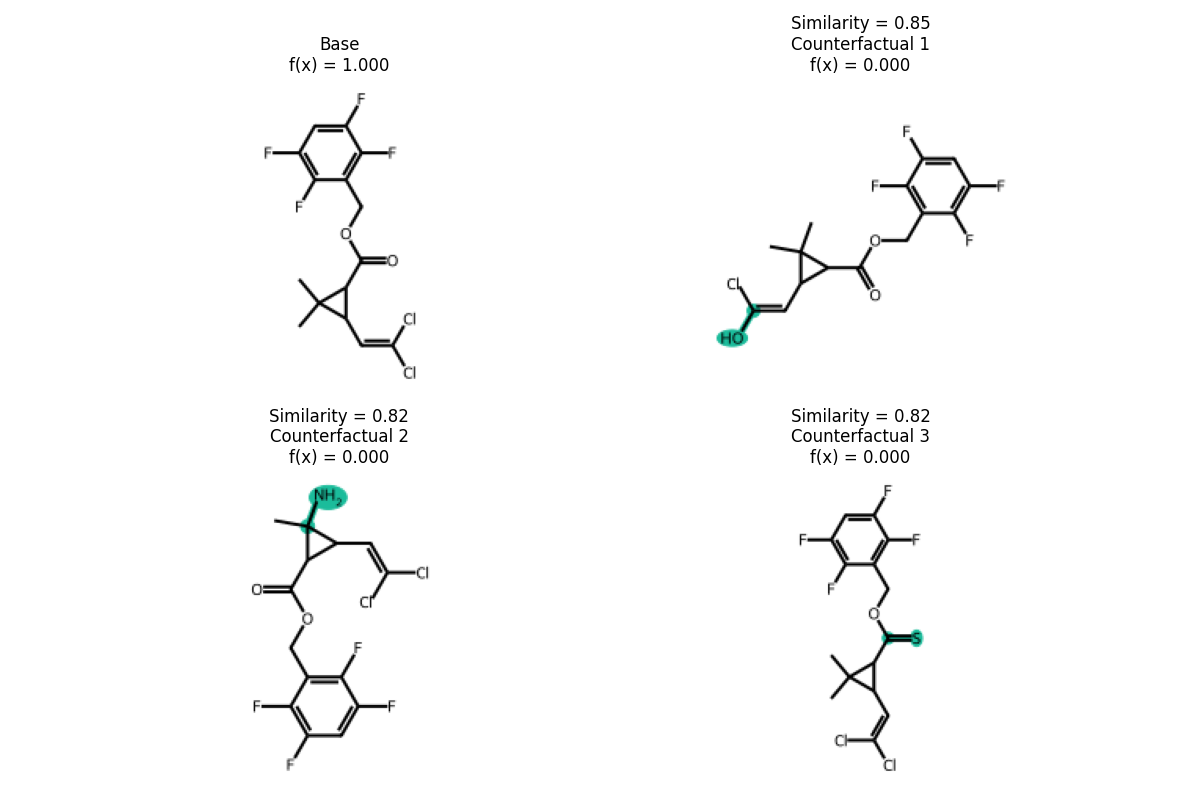 Base
f(x) = 1.000
F
F
F
F
O
O
Cl
Cl
Similarity = 0.85
Counterfactual 1
f(x) = 0.000
F
F
F
O
F
Cl
O
HO
Similarity = 0.82
Counterfactual 2
f(x) = 0.000
NH2
Cl
O
Cl
O
F
F
F
F
Similarity = 0.82
Counterfactual 3
f(x) = 0.000
F
F
F
F
O
S
Cl
Cl